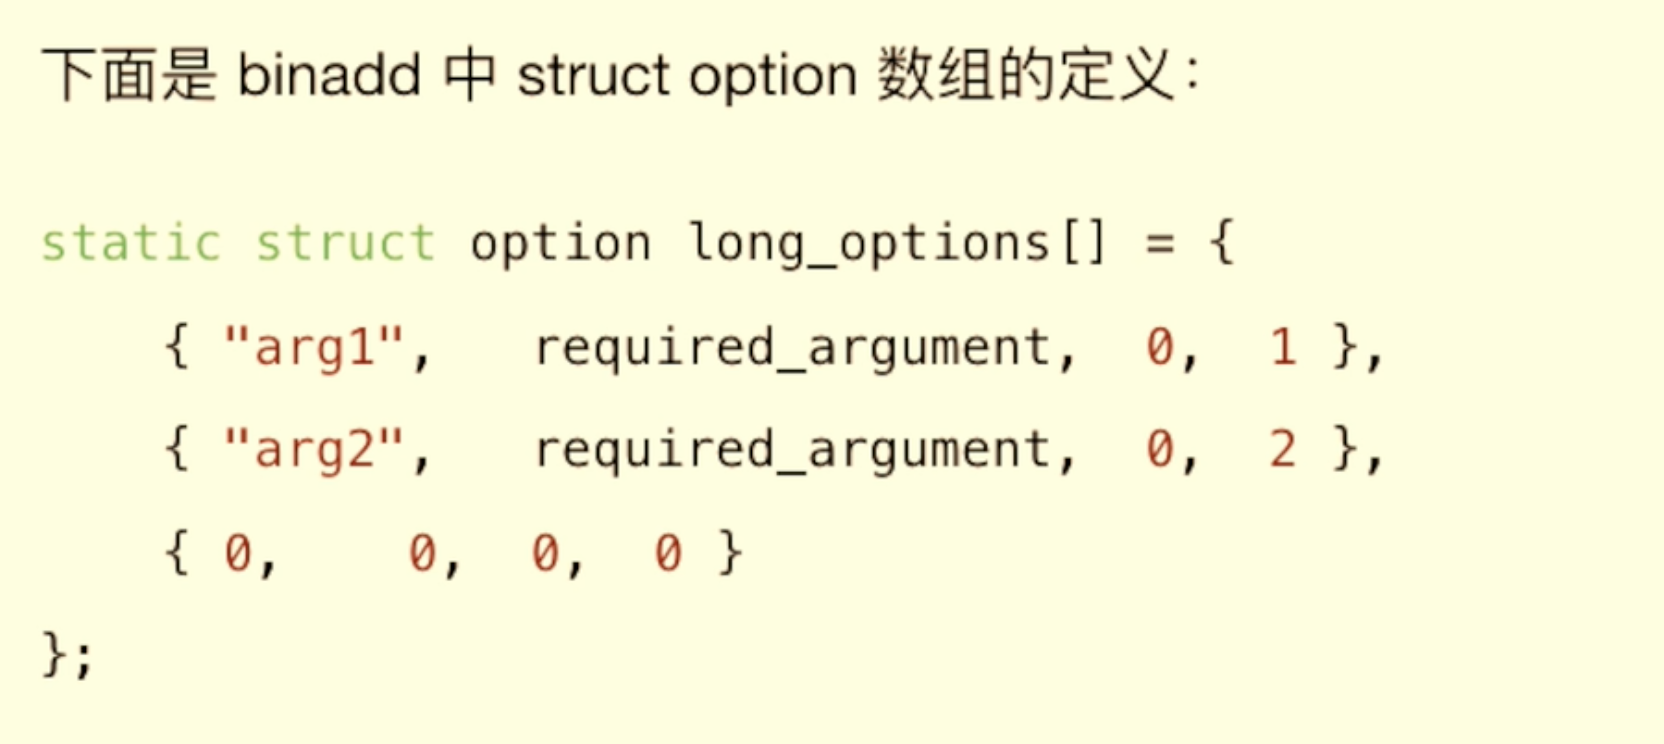 下面是 binadd 中 struct option 数组的定义：
static struct option long_options[] = {
    { "arg1",   required_argument,  0,  1 },
    { "arg2",   required_argument,  0,  2 },
    { 0,    0,  0,  0 }
};